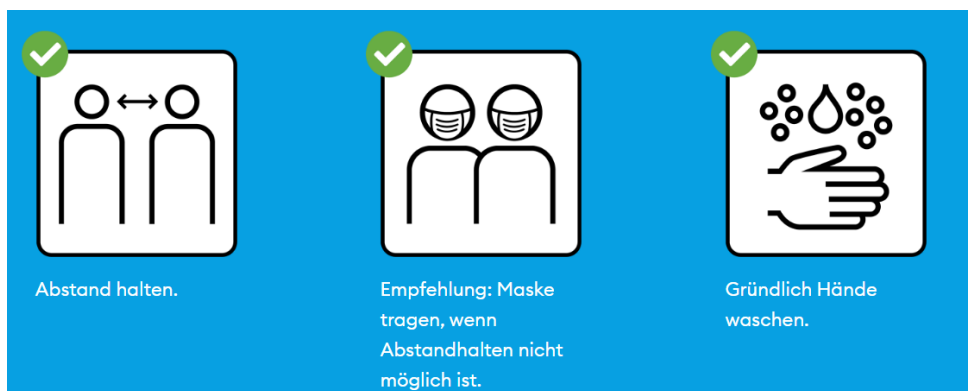 Abstand halten.
Empfehlung: Maske
tragen, wenn
Abstandhalten nicht
möglich ist.
Gründlich Hände
waschen.